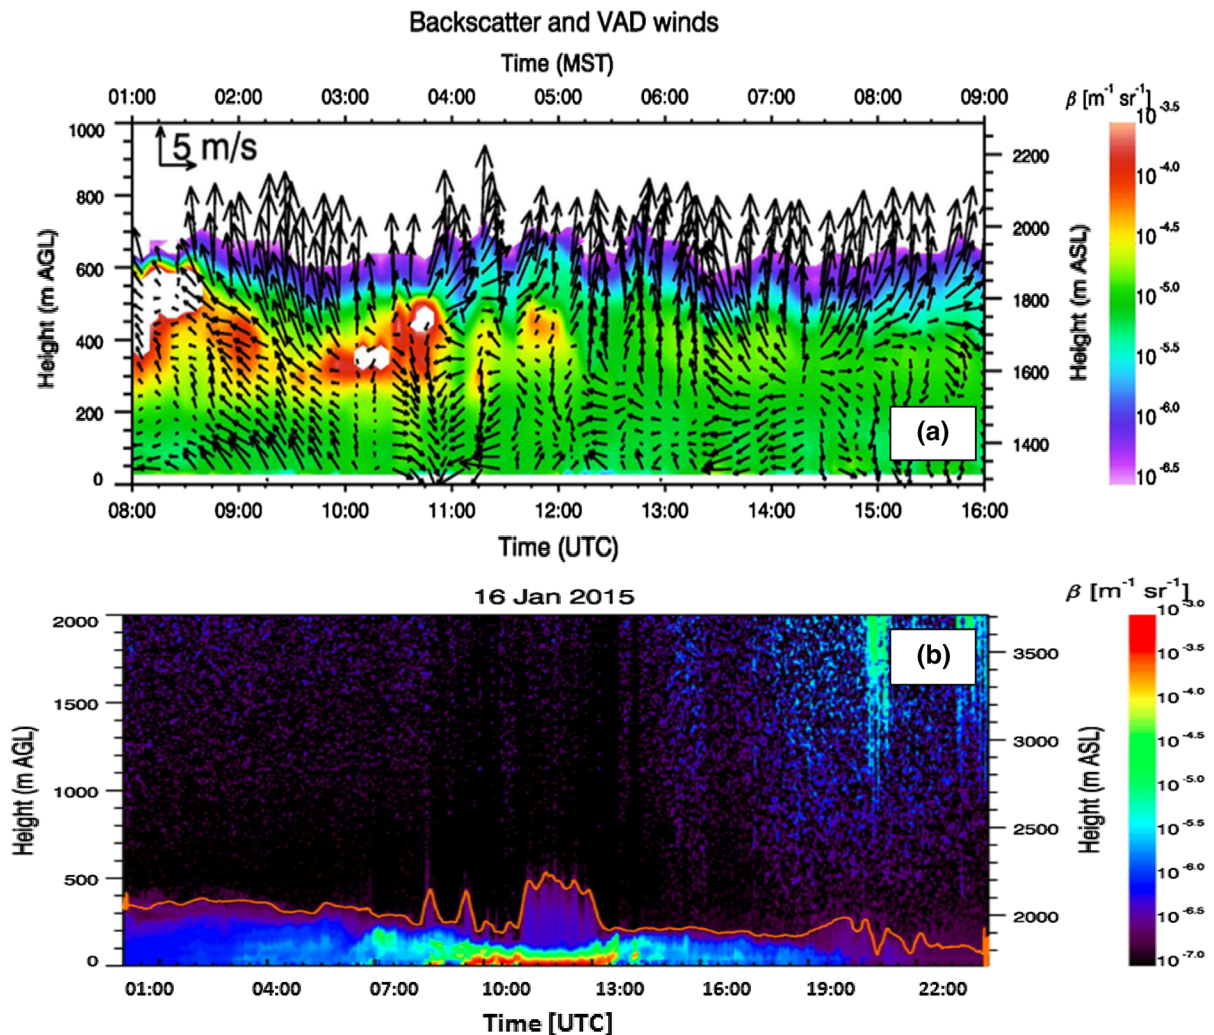 Backscatter and VAD winds
Time (MST)
01:00 02:00 03:00 04:00 05:00 06:00 07:00 08:00 09:00
β [m⁻¹ sr⁻¹]
5 m/s
Height (m AGL)
1000
800
600
400
200
0
Height (m ASL)
2200
2000
1800
1600
1400
10⁻³·⁵
10⁻⁴·⁰
10⁻⁴·⁵
10⁻⁵·⁰
10⁻⁵·⁵
10⁻⁶·⁰
10⁻⁶·⁵
(a)
08:00 09:00 10:00 11:00 12:00 13:00 14:00 15:00 16:00
Time (UTC)
16 Jan 2015
β [m⁻¹ sr⁻¹]
Height (m AGL)
2000
1500
1000
500
0
(b)
Height (m ASL)
3500
3000
2500
2000
10⁻³·⁰
10⁻³·⁵
10⁻⁴·⁰
10⁻⁴·⁵
10⁻⁵·⁰
10⁻⁵·⁵
10⁻⁶·⁰
10⁻⁶·⁵
10⁻⁷·⁰
01:00 04:00 07:00 10:00 13:00 16:00 19:00 22:00
Time [UTC]